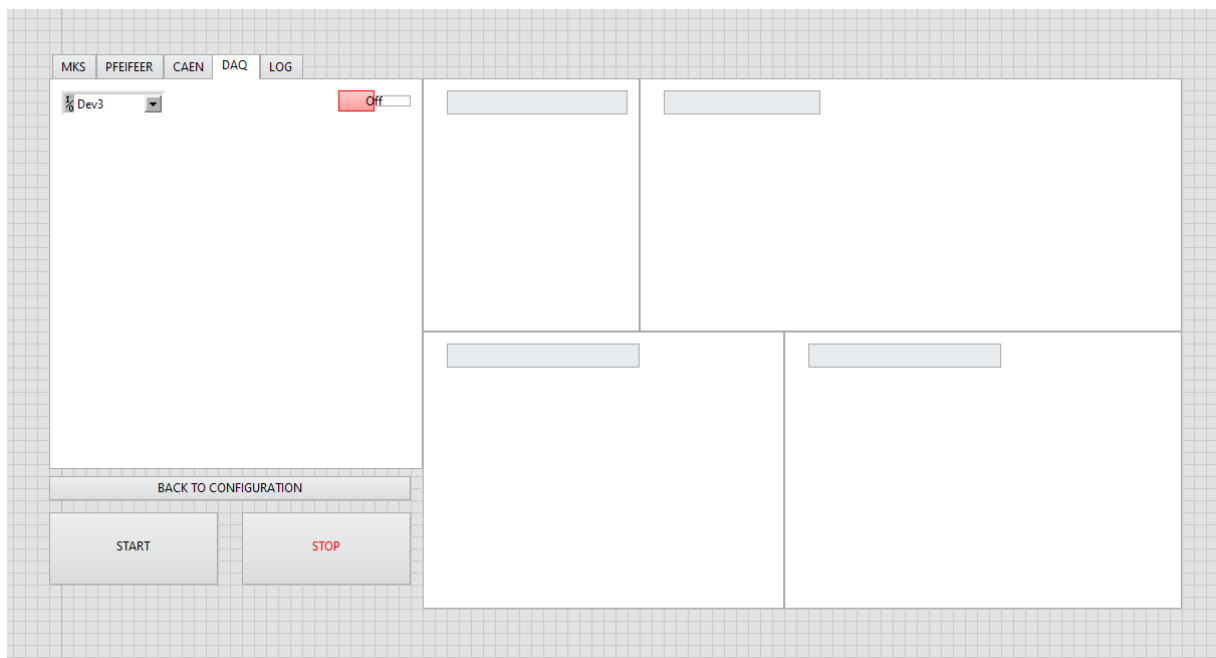 MKS PFEIFEER CAEN DAQ LOG
I/O Dev3 Off
BACK TO CONFIGURATION
START STOP